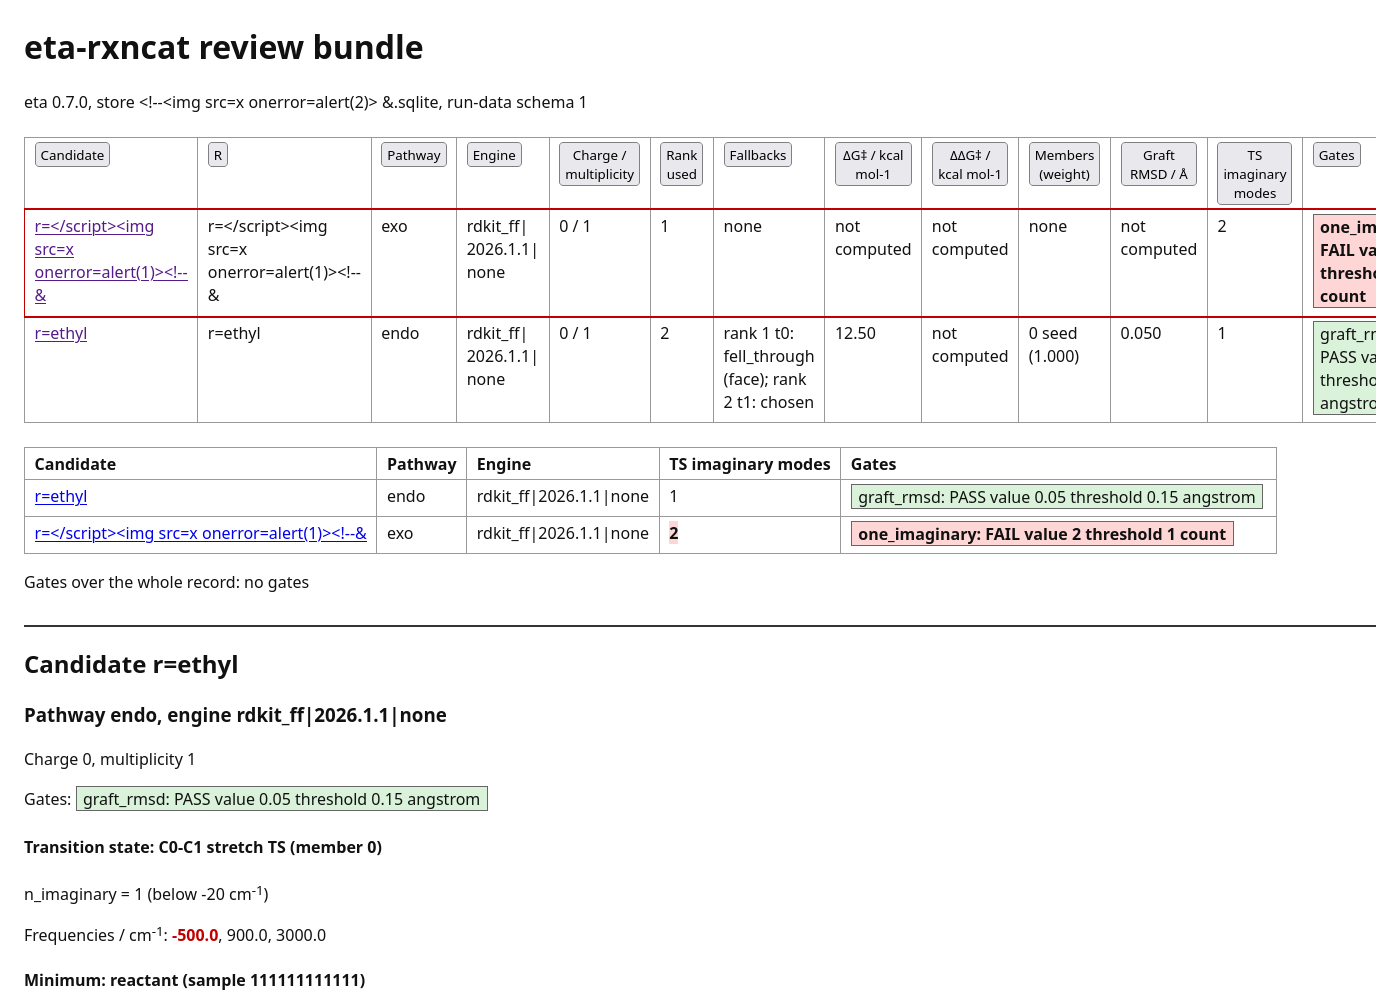 eta-rxncat review bundle
eta 0.7.0, store <!--<img src=x onerror=alert(2)> &.sqlite, run-data schema 1
Candidate R Pathway Engine Charge / multiplicity Rank used Fallbacks ΔG‡ / kcal mol-1 ΔΔG‡ / kcal mol-1 Members (weight) Graft RMSD / Å TS imaginary modes Gates
r=</script><img src=x onerror=alert(1)><!--& r=</script><img src=x onerror=alert(1)><!--& exo rdkit_ff|2026.1.1|none 0 / 1 1 none not computed not computed none not computed 2 one_im FAIL va thresho count
r=ethyl r=ethyl endo rdkit_ff|2026.1.1|none 0 / 1 2 rank 1 t0: fell_through (face); rank 2 t1: chosen 12.50 not computed 0 seed (1.000) 0.050 1 graft_rr PASS va thresho angstro
Candidate Pathway Engine TS imaginary modes Gates
r=ethyl endo rdkit_ff|2026.1.1|none 1 graft_rmsd: PASS value 0.05 threshold 0.15 angstrom
r=</script><img src=x onerror=alert(1)><!--& exo rdkit_ff|2026.1.1|none 2 one_imaginary: FAIL value 2 threshold 1 count
Gates over the whole record: no gates
Candidate r=ethyl
Pathway endo, engine rdkit_ff|2026.1.1|none
Charge 0, multiplicity 1
Gates: graft_rmsd: PASS value 0.05 threshold 0.15 angstrom
Transition state: C0-C1 stretch TS (member 0)
n_imaginary = 1 (below -20 cm-1)
Frequencies / cm-1: -500.0, 900.0, 3000.0
Minimum: reactant (sample 111111111111)